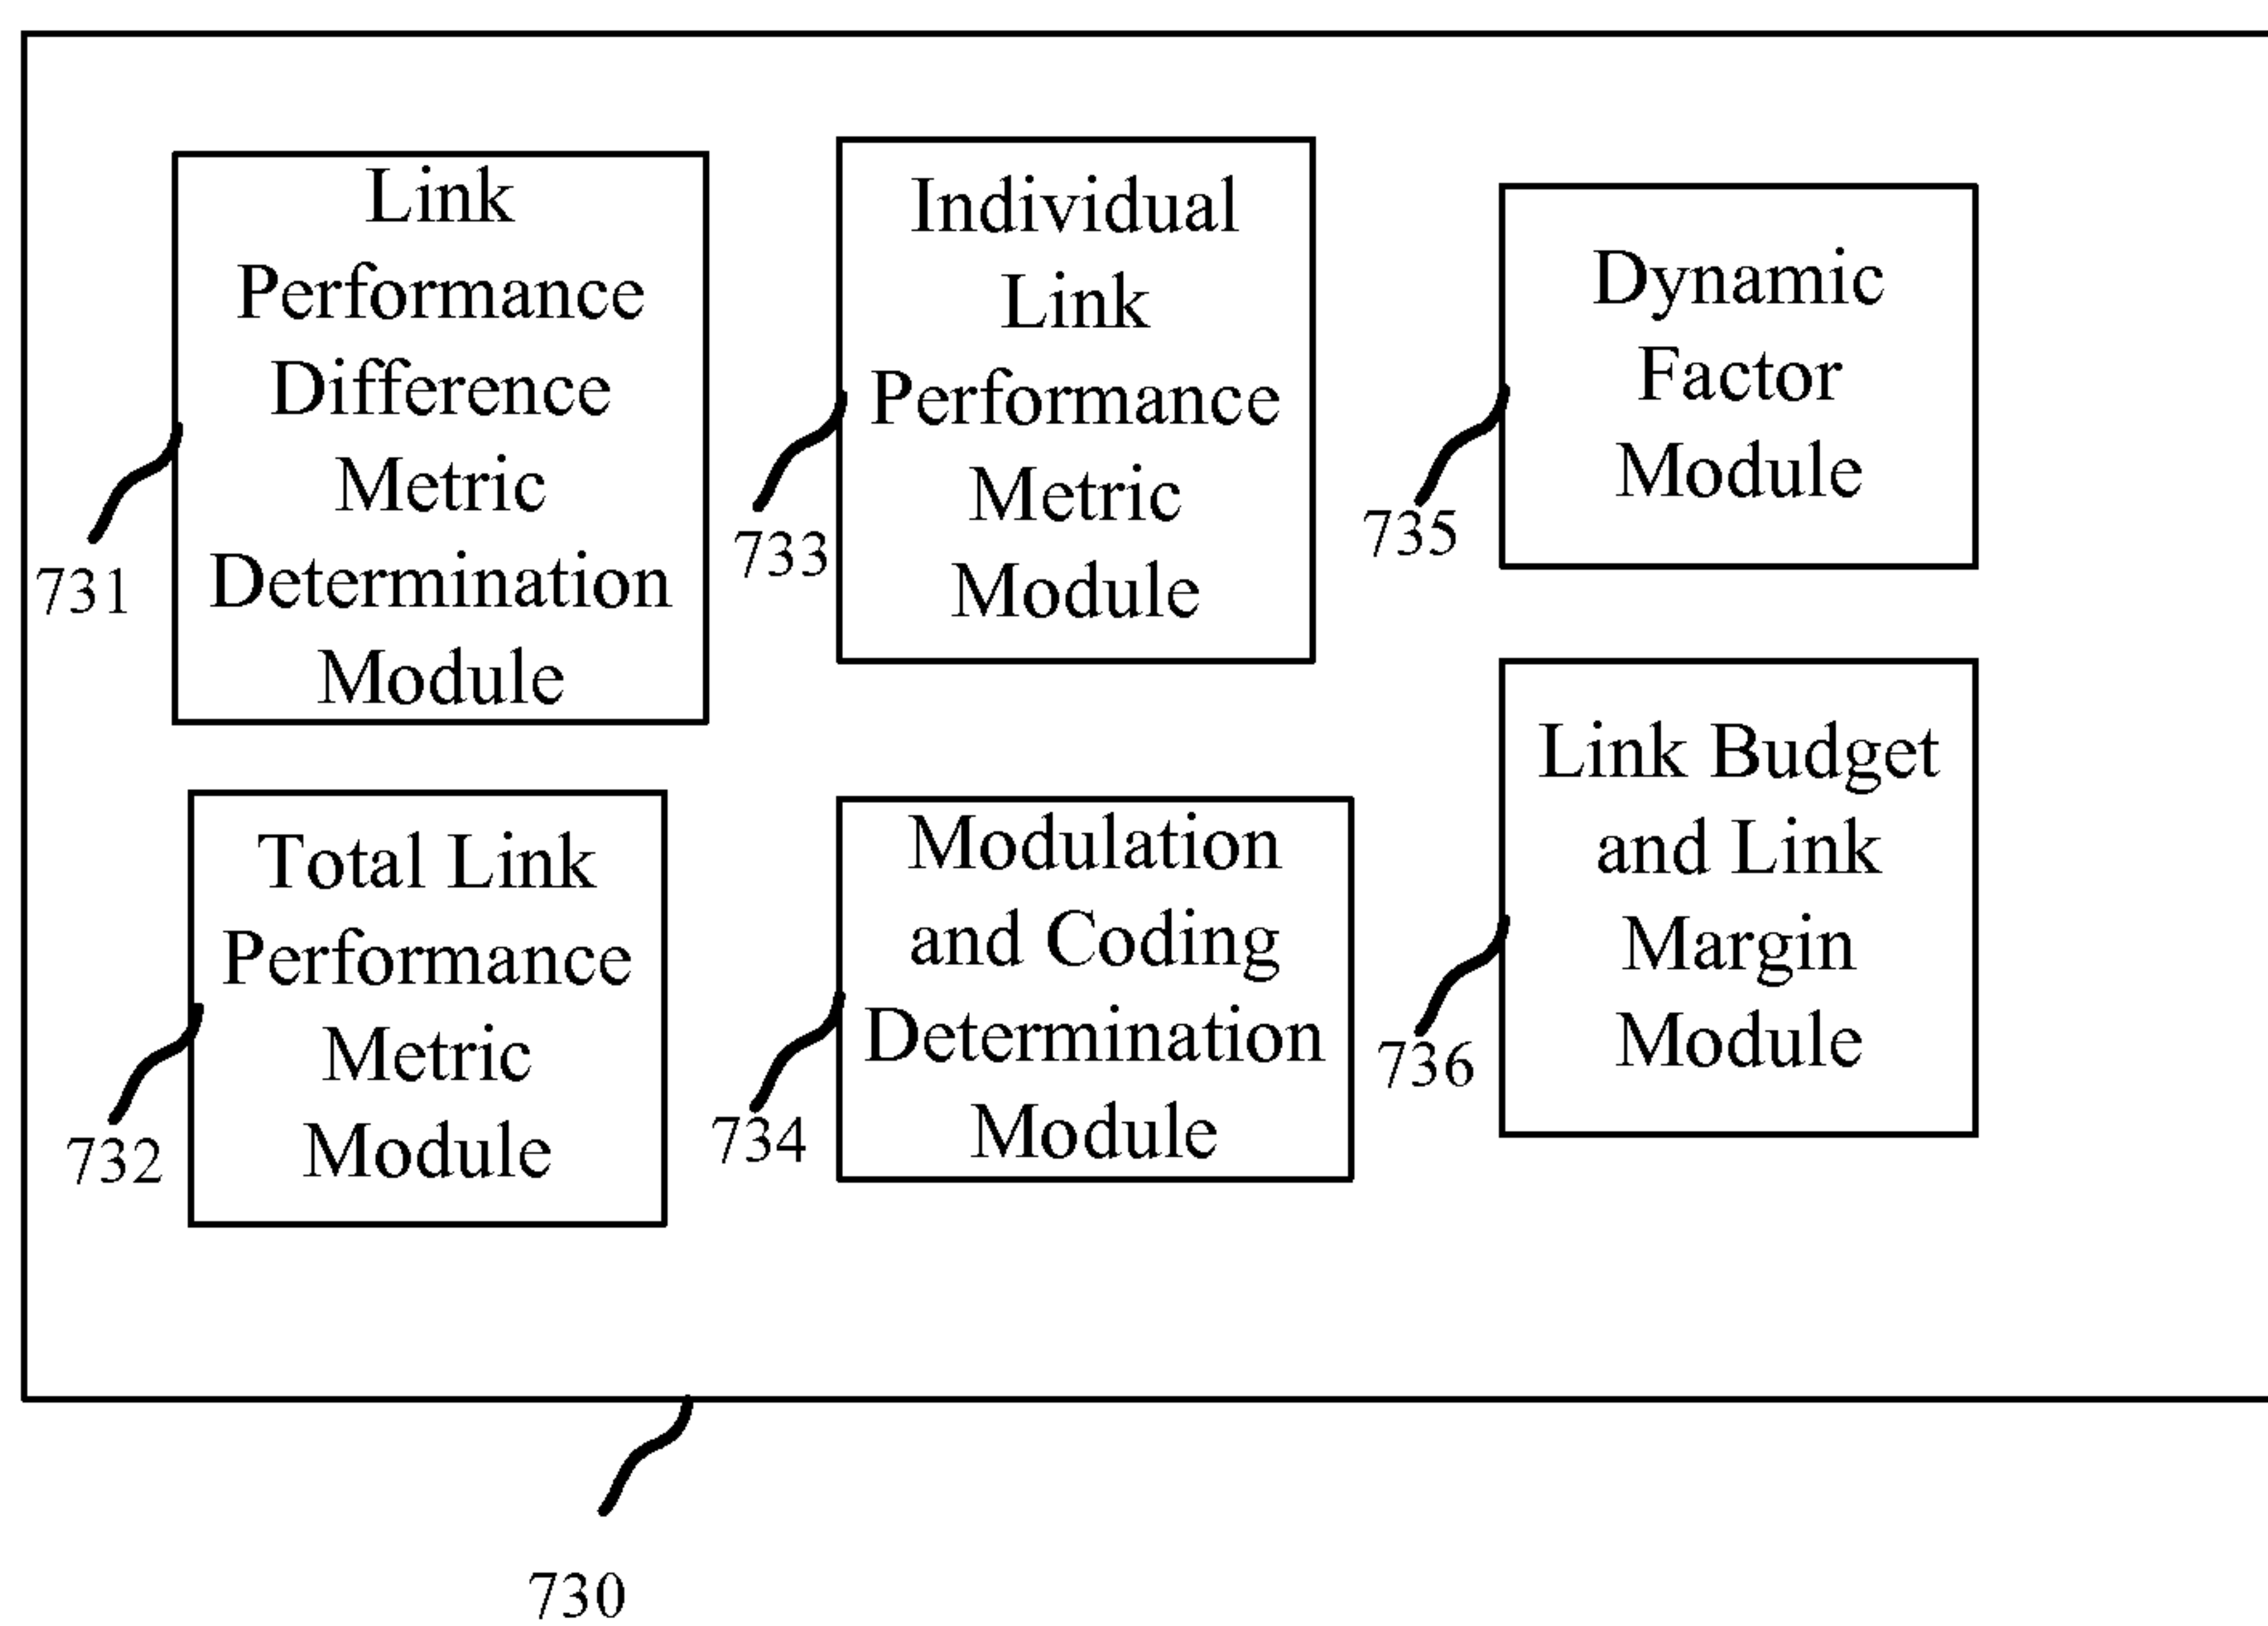 Link
Performance
Difference
Metric
Determination
Module
731
Individual
Link
Performance
Metric
Module
733
Dynamic
Factor
Module
735
Total Link
Performance
Metric
Module
732
Modulation
and Coding
Determination
Module
734
Link Budget
and Link
Margin
Module
736
730